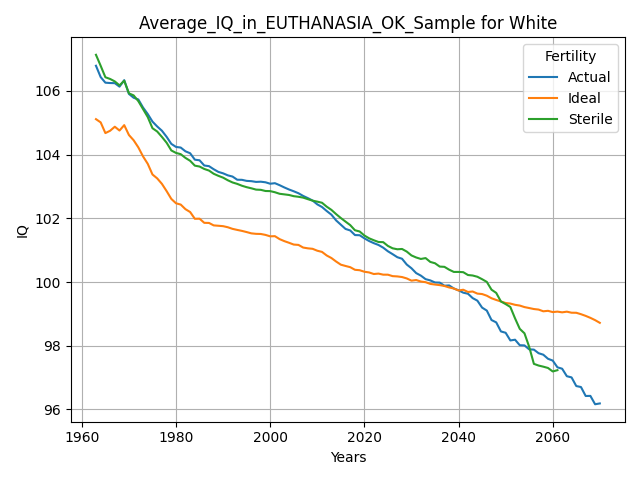 Average_IQ_in_EUTHANASIA_OK_Sample for White
Fertility
Actual
Ideal
Sterile
IQ
106
104
102
100
98
96
1960
1980
2000
2020
2040
2060
Years